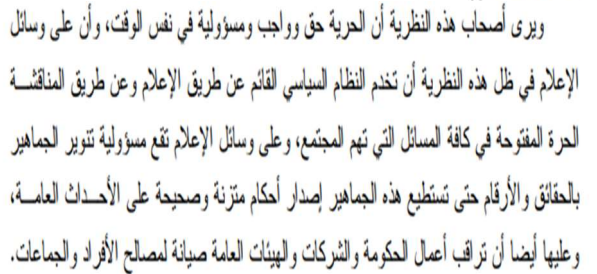 ويرى أصحاب هذه النظرية أن الحرية حق وواجب ومسؤولية في نفس الوقت، وأن على وسائل
الإعلام في ظل هذه النظرية أن تخدم النظام السياسي القائم عن طريق الإعلام وعن طريق المناقشــة
الحرة المفتوحة في كافة المسائل التي تهم المجتمع، وعلى وسائل الإعلام تقع مسؤولية تنوير الجماهير
بالحقائق والأرقام حتى تستطيع هذه الجماهير إصدار أحكام متزنة وصحيحة على الأحــداث العامــة،
وعليها أيضا أن تراقب أعمال الحكومة والشركات والهيئات العامة صيانة لمصالح الأفراد والجماعات.